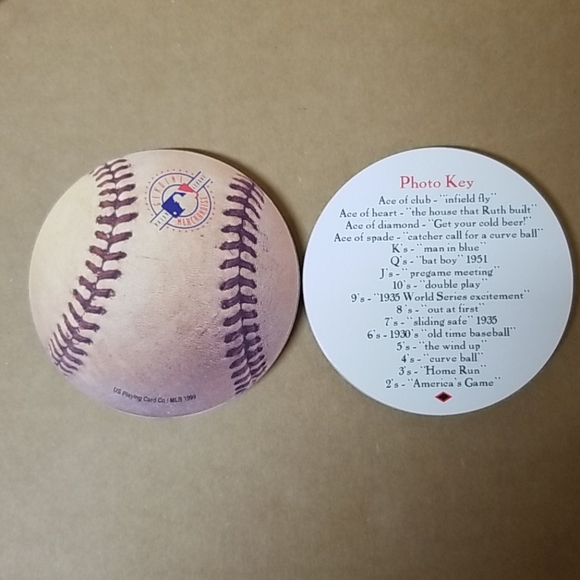 GENUINE
MERCHANDISE
US Playing Card Co / MLB 1991
Photo Key
Ace of club - "infield fly"
Ace of heart - "the house that Ruth built"
Ace of diamond - "Get your cold beer"
Ace of spade - "catcher call for a curve ball"
K's - "man in blue"
Q's - "bat boy" 1951
J's - "pregame meeting"
10's - "double play"
9's - "1935 World Series excitement"
8's - "out at first"
7's - "sliding safe" 1935
6's - 1930's "old time baseball"
5's - "the wind up"
4's - "curve ball"
3's - "Home Run"
2's - "America's Game"